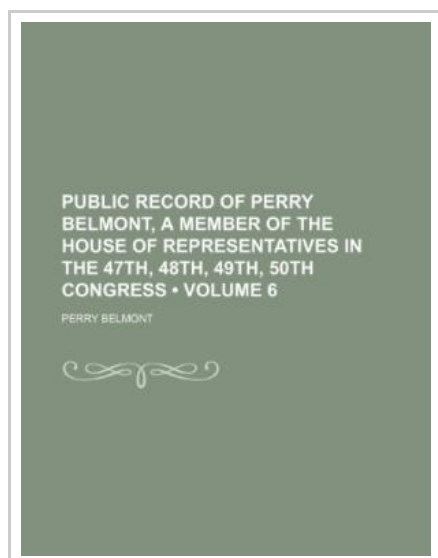 PUBLIC RECORD OF PERRY
BELMONT, A MEMBER OF THE
HOUSE OF REPRESENTATIVES IN
THE 47TH, 48TH, 49TH, 50TH
CONGRESS • VOLUME 6
PERRY BELMONT